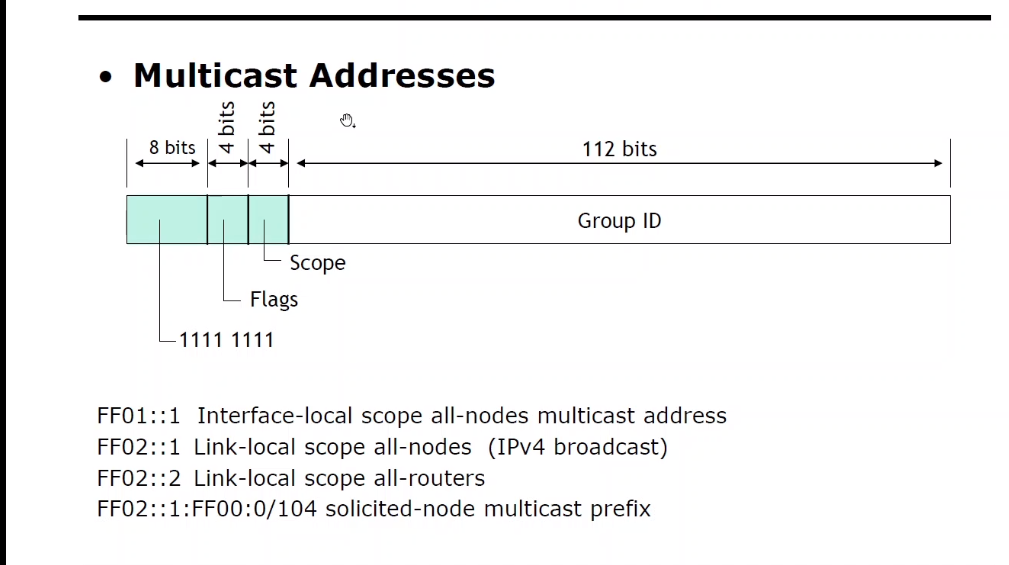 • Multicast Addresses
8 bits
4 bits
4 bits
112 bits
Group ID
Scope
Flags
1111 1111
FF01::1 Interface-local scope all-nodes multicast address
FF02::1 Link-local scope all-nodes (IPv4 broadcast)
FF02::2 Link-local scope all-routers
FF02::1:FF00:0/104 solicited-node multicast prefix